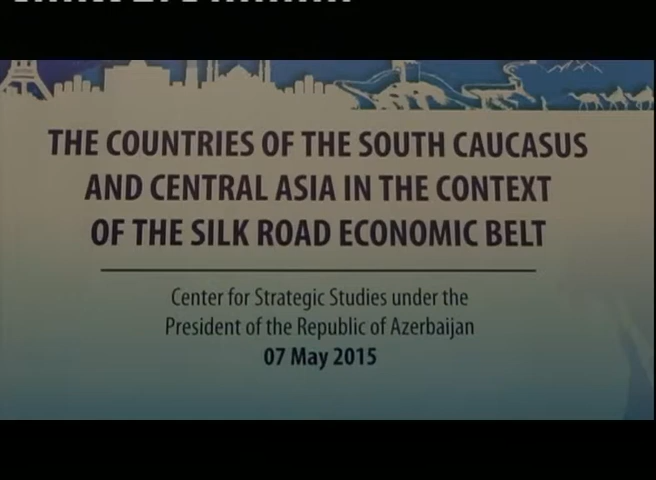 THE COUNTRIES OF THE SOUTH CAUCASUS
AND CENTRAL ASIA IN THE CONTEXT
OF THE SILK ROAD ECONOMIC BELT
Center for Strategic Studies under the
President of the Republic of Azerbaijan
07 May 2015